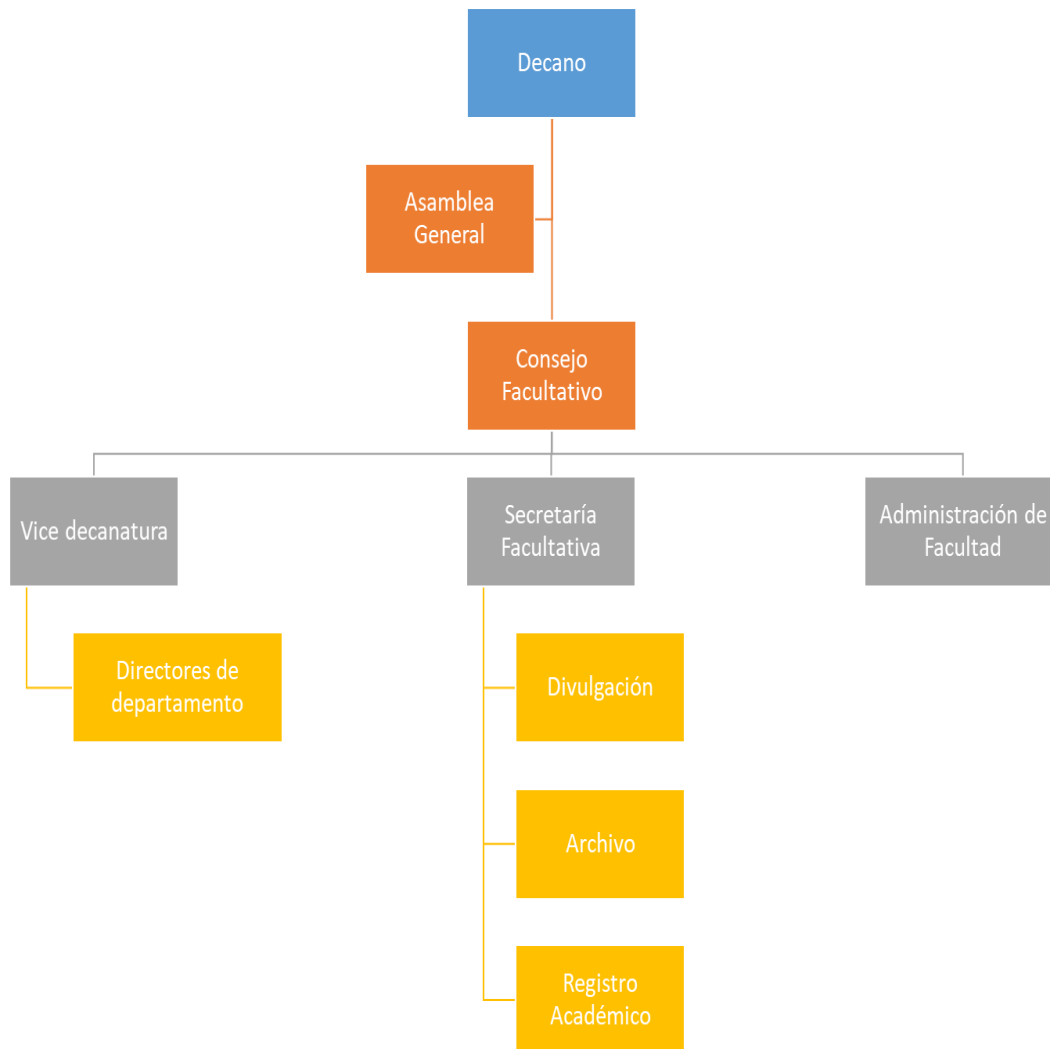 Decano
Asamblea
General
Consejo
Facultativo
Vice decanatura
Secretaría
Facultativa
Administración de
Facultad
Directores de
departamento
Divulgación
Archivo
Registro
Académico